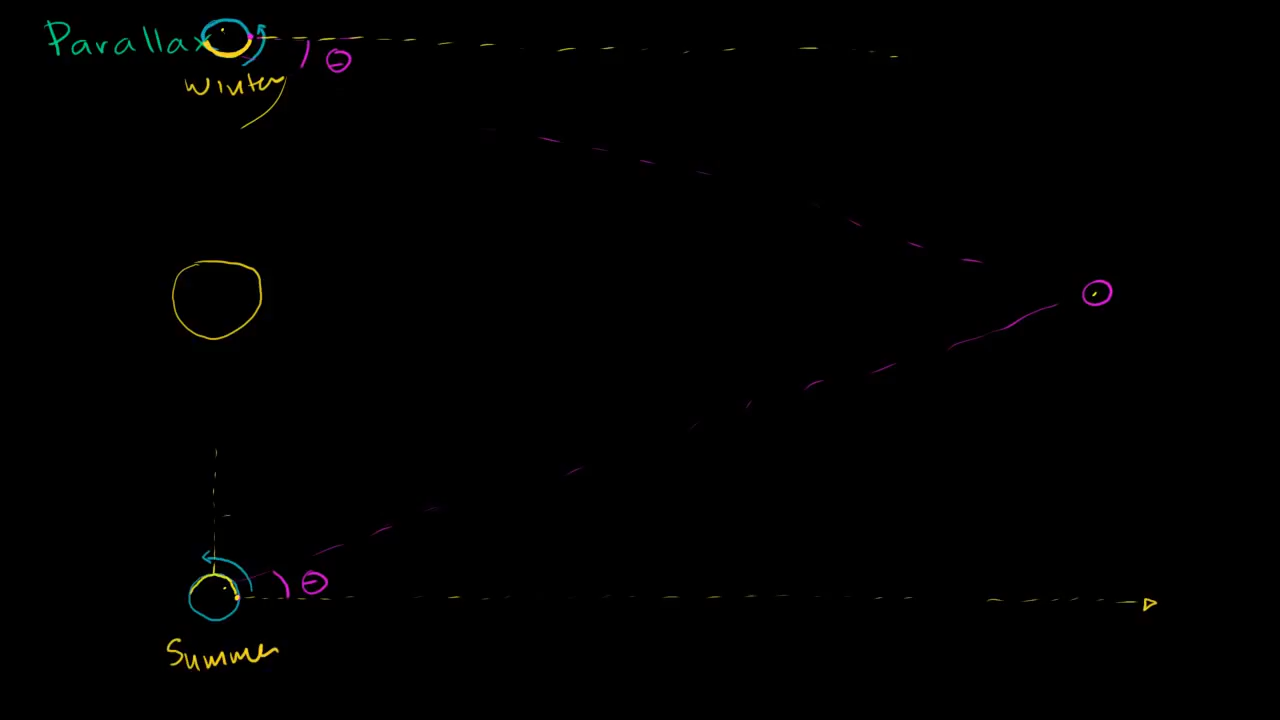 Parallax
θ
Winter
θ
Summer